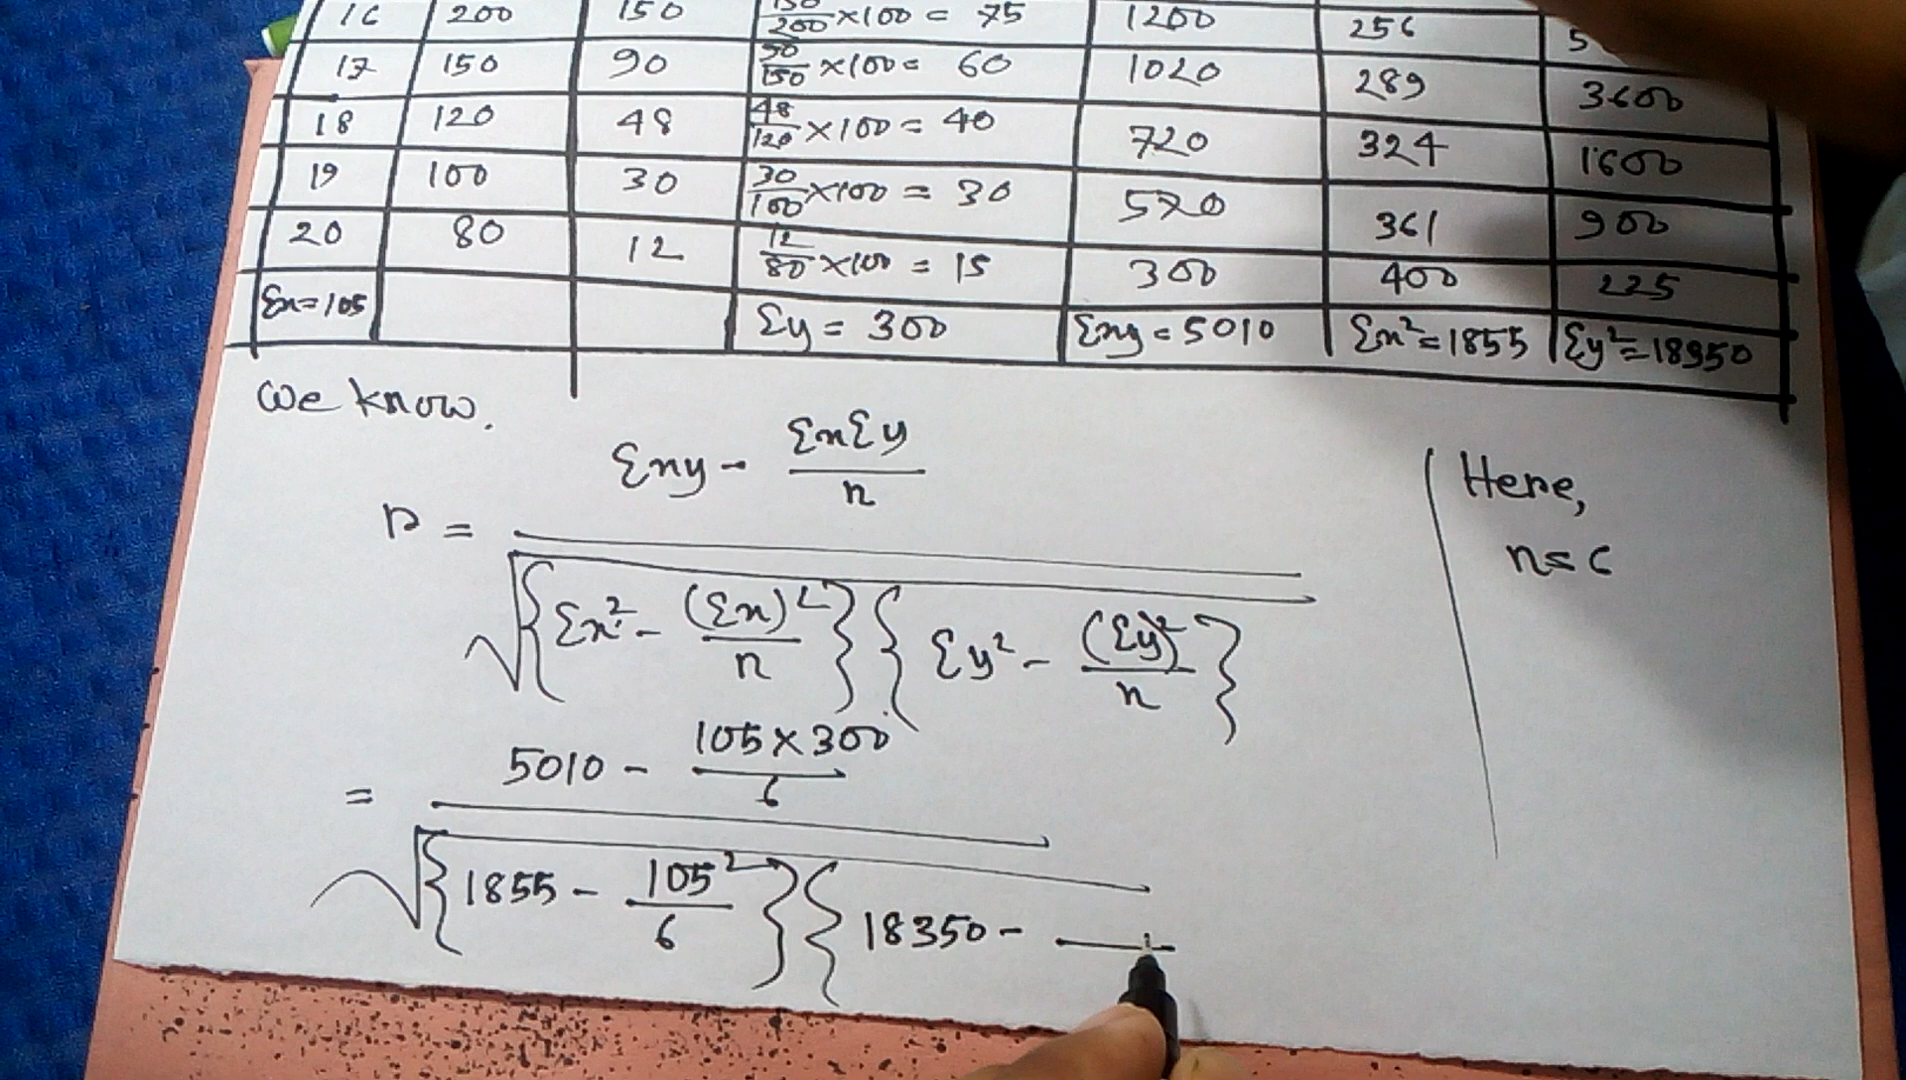 16 200 150 150/200 ×100 = 75 1200 256
17 150 90 90/150 ×100= 60 1020 289 3600
18 120 48 48/120 ×100 = 40 720 324 1600
19 100 30 30/100 ×100 = 30 570 361 900
20 80 12 12/80 ×100 = 15 300 400 225
Σx=105 Σy = 300 Σxy = 5010 Σx²=1855 Σy²=18350
We know.
r = Σxy - ΣxΣy/n
√{Σx² - (Σx)²/n}{Σy² - (Σy)²/n}
= 5010 - 105×300/6
√{1855 - 105²/6}{18350 -
Here,
n=6